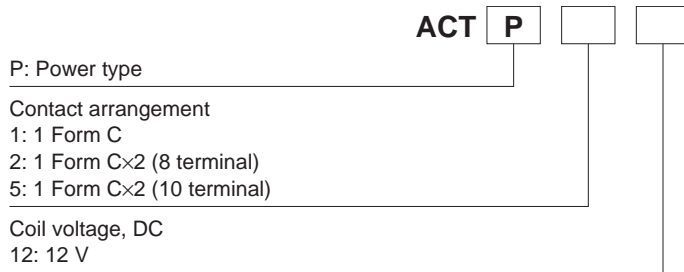 ACT P
P: Power type
Contact arrangement
1: 1 Form C
2: 1 Form C×2 (8 terminal)
5: 1 Form C×2 (10 terminal)
Coil voltage, DC
12: 12 V